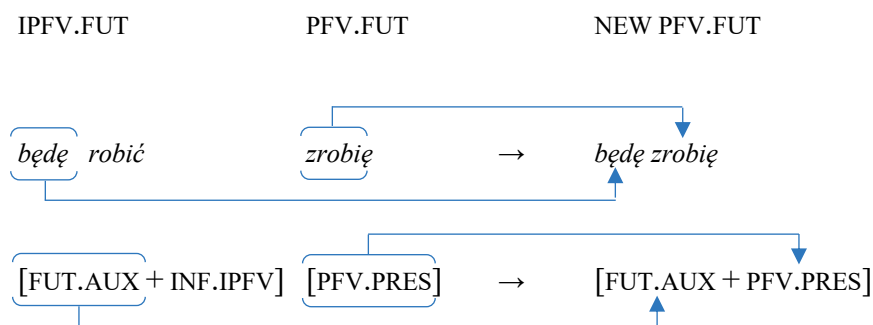 IPFV.FUT PFV.FUT NEW PFV.FUT
będę robić zrobię → będę zrobię
[FUT.AUX + INF.IPFV] [PFV.PRES] → [FUT.AUX + PFV.PRES]